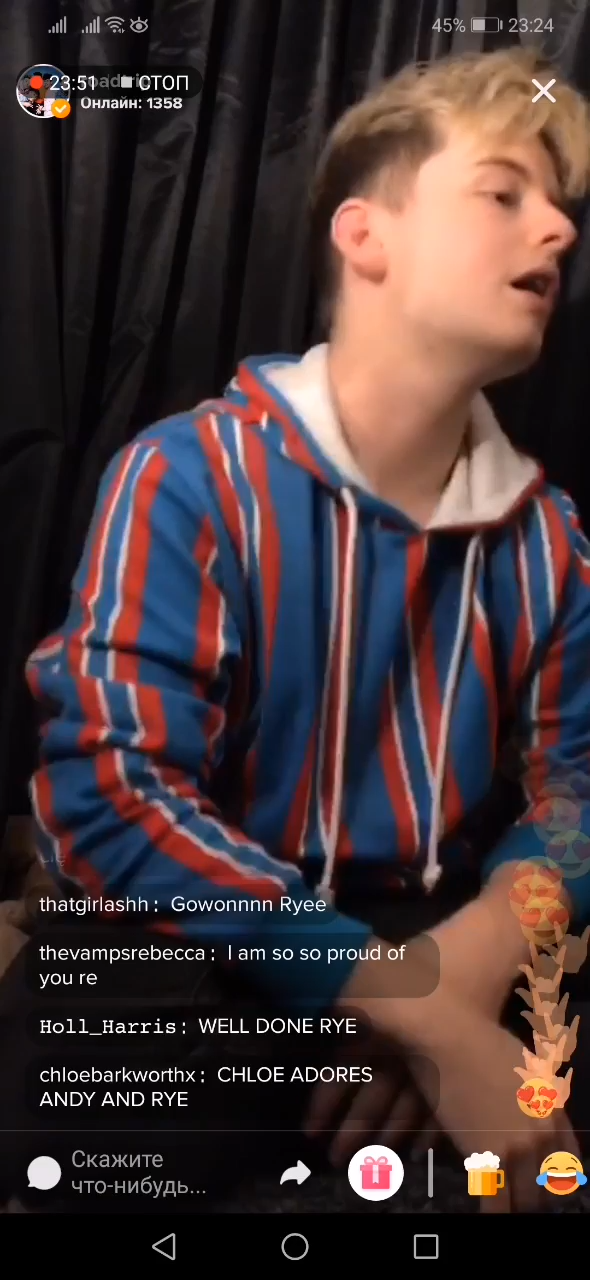 45% 23:24
23:51 СТОП
Онлайн: 1358
thatgirlashh : Gowonnnn Ryee
thevampsrebecca : I am so so proud of
you re
Holl_Harris : WELL DONE RYE
chloebarkworthx : CHLOE ADORES
ANDY AND RYE
Скажите
что-нибудь...